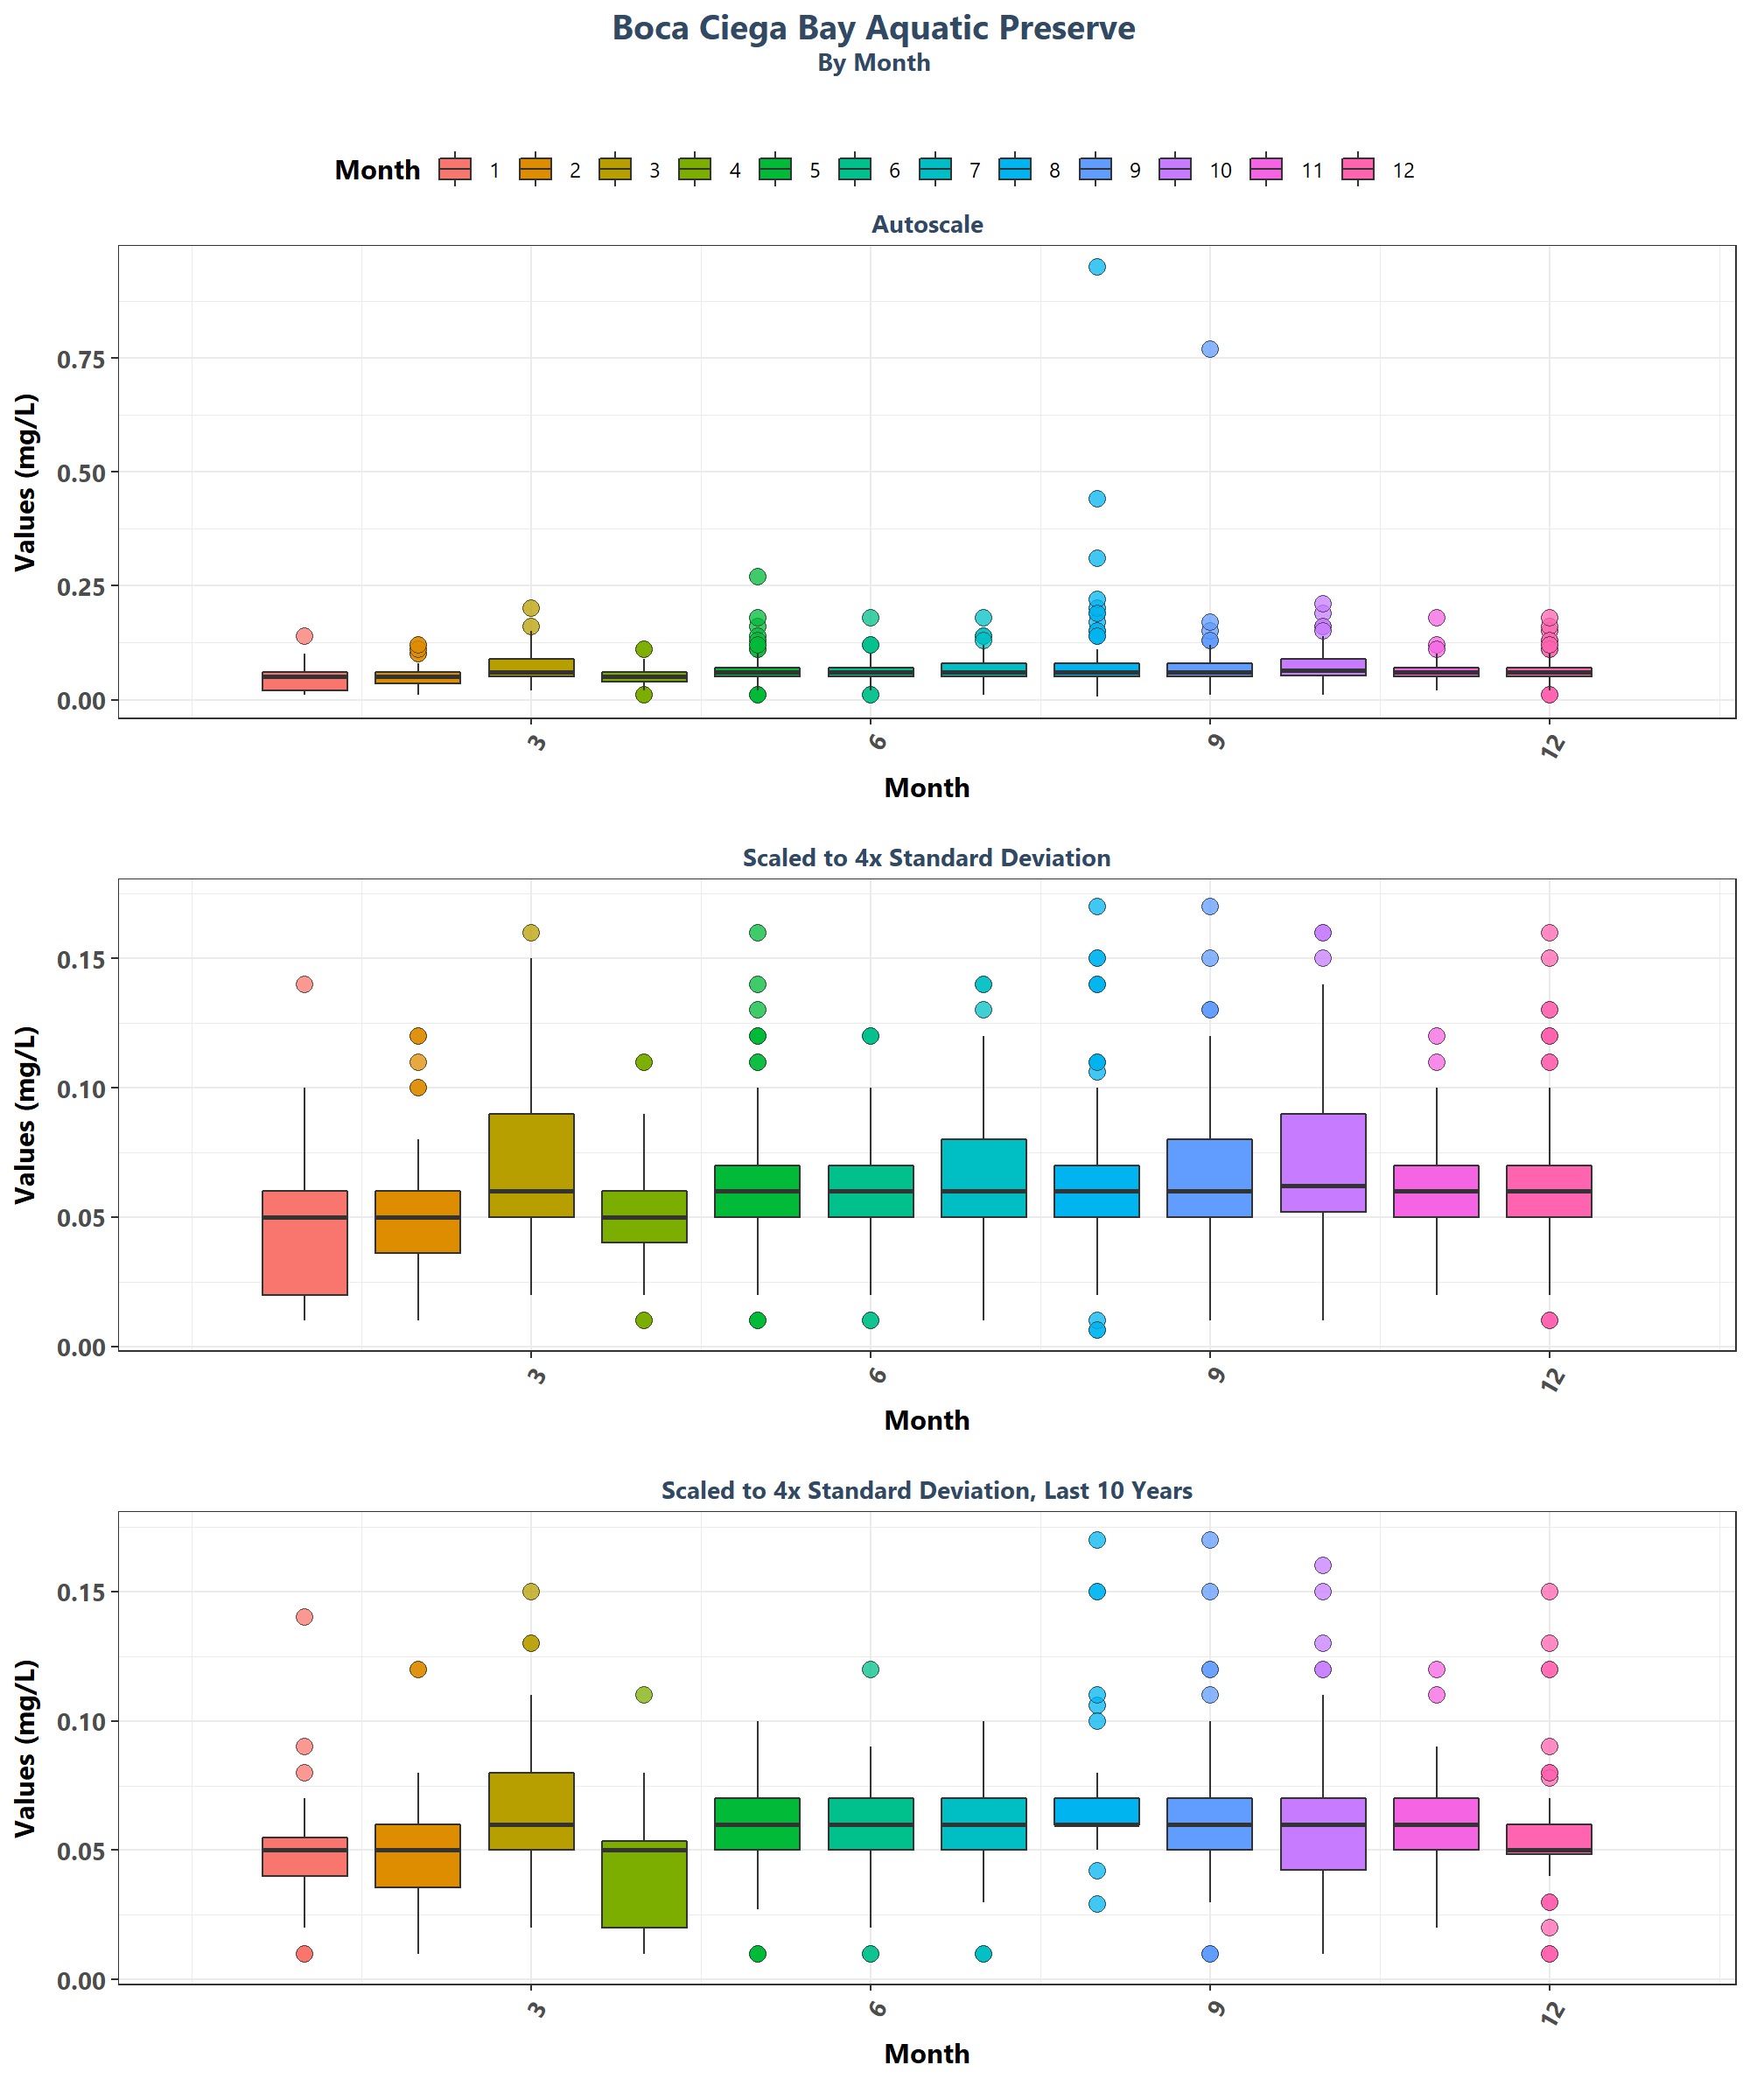 Boca Ciega Bay Aquatic Preserve
By Month
Month 1 2 3 4 5 6 7 8 9 10 11 12
Autoscale
Values (mg/L)
0.75
0.50
0.25
0.00
3 6 9 12
Month
Scaled to 4x Standard Deviation
Values (mg/L)
0.15
0.10
0.05
0.00
3 6 9 12
Month
Scaled to 4x Standard Deviation, Last 10 Years
Values (mg/L)
0.15
0.10
0.05
0.00
3 6 9 12
Month